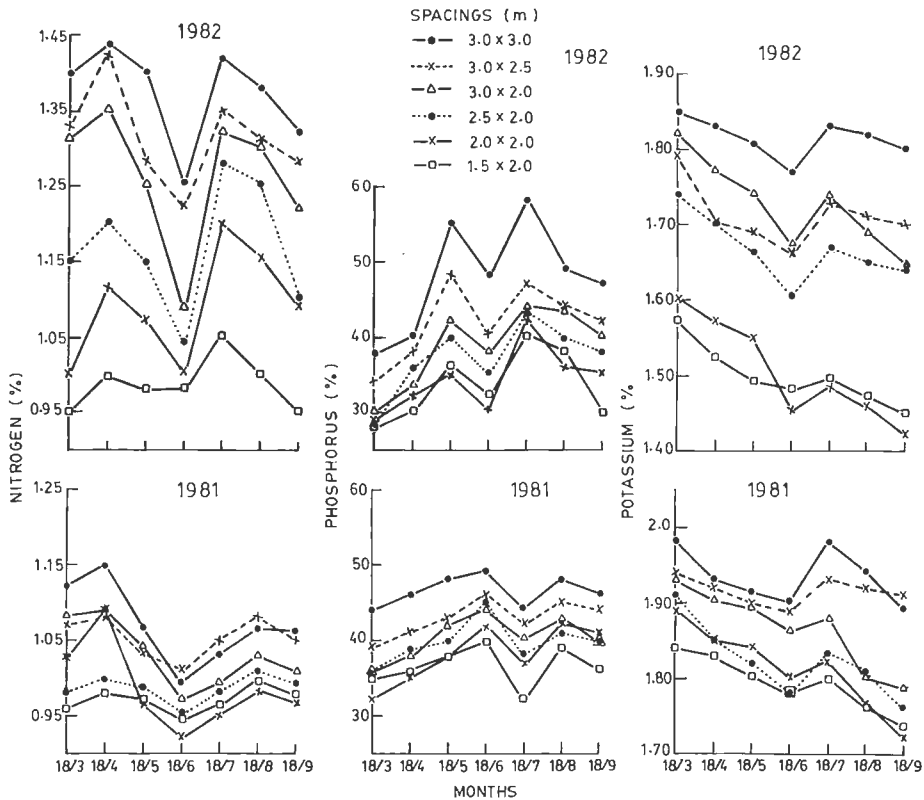 SPACINGS (m)
3.0 × 3.0
3.0 × 2.5
3.0 × 2.0
2.5 × 2.0
2.0 × 2.0
1.5 × 2.0
1982
1.45
1.35
1.25
1.15
1.05
0.95
NITROGEN (%)
1982
60
50
40
30
PHOSPHORUS (%)
1982
1.90
1.80
1.70
1.60
1.50
1.40
POTASSIUM (%)
1981
1.25
1.15
1.05
0.95
18/3 18/4 18/5 18/6 18/7 18/8 18/9
1981
60
50
40
30
18/3 18/4 18/5 18/6 18/7 18/8 18/9
1981
2.0
1.90
1.80
1.70
18/3 18/4 18/5 18/6 18/7 18/8 18/9
MONTHS